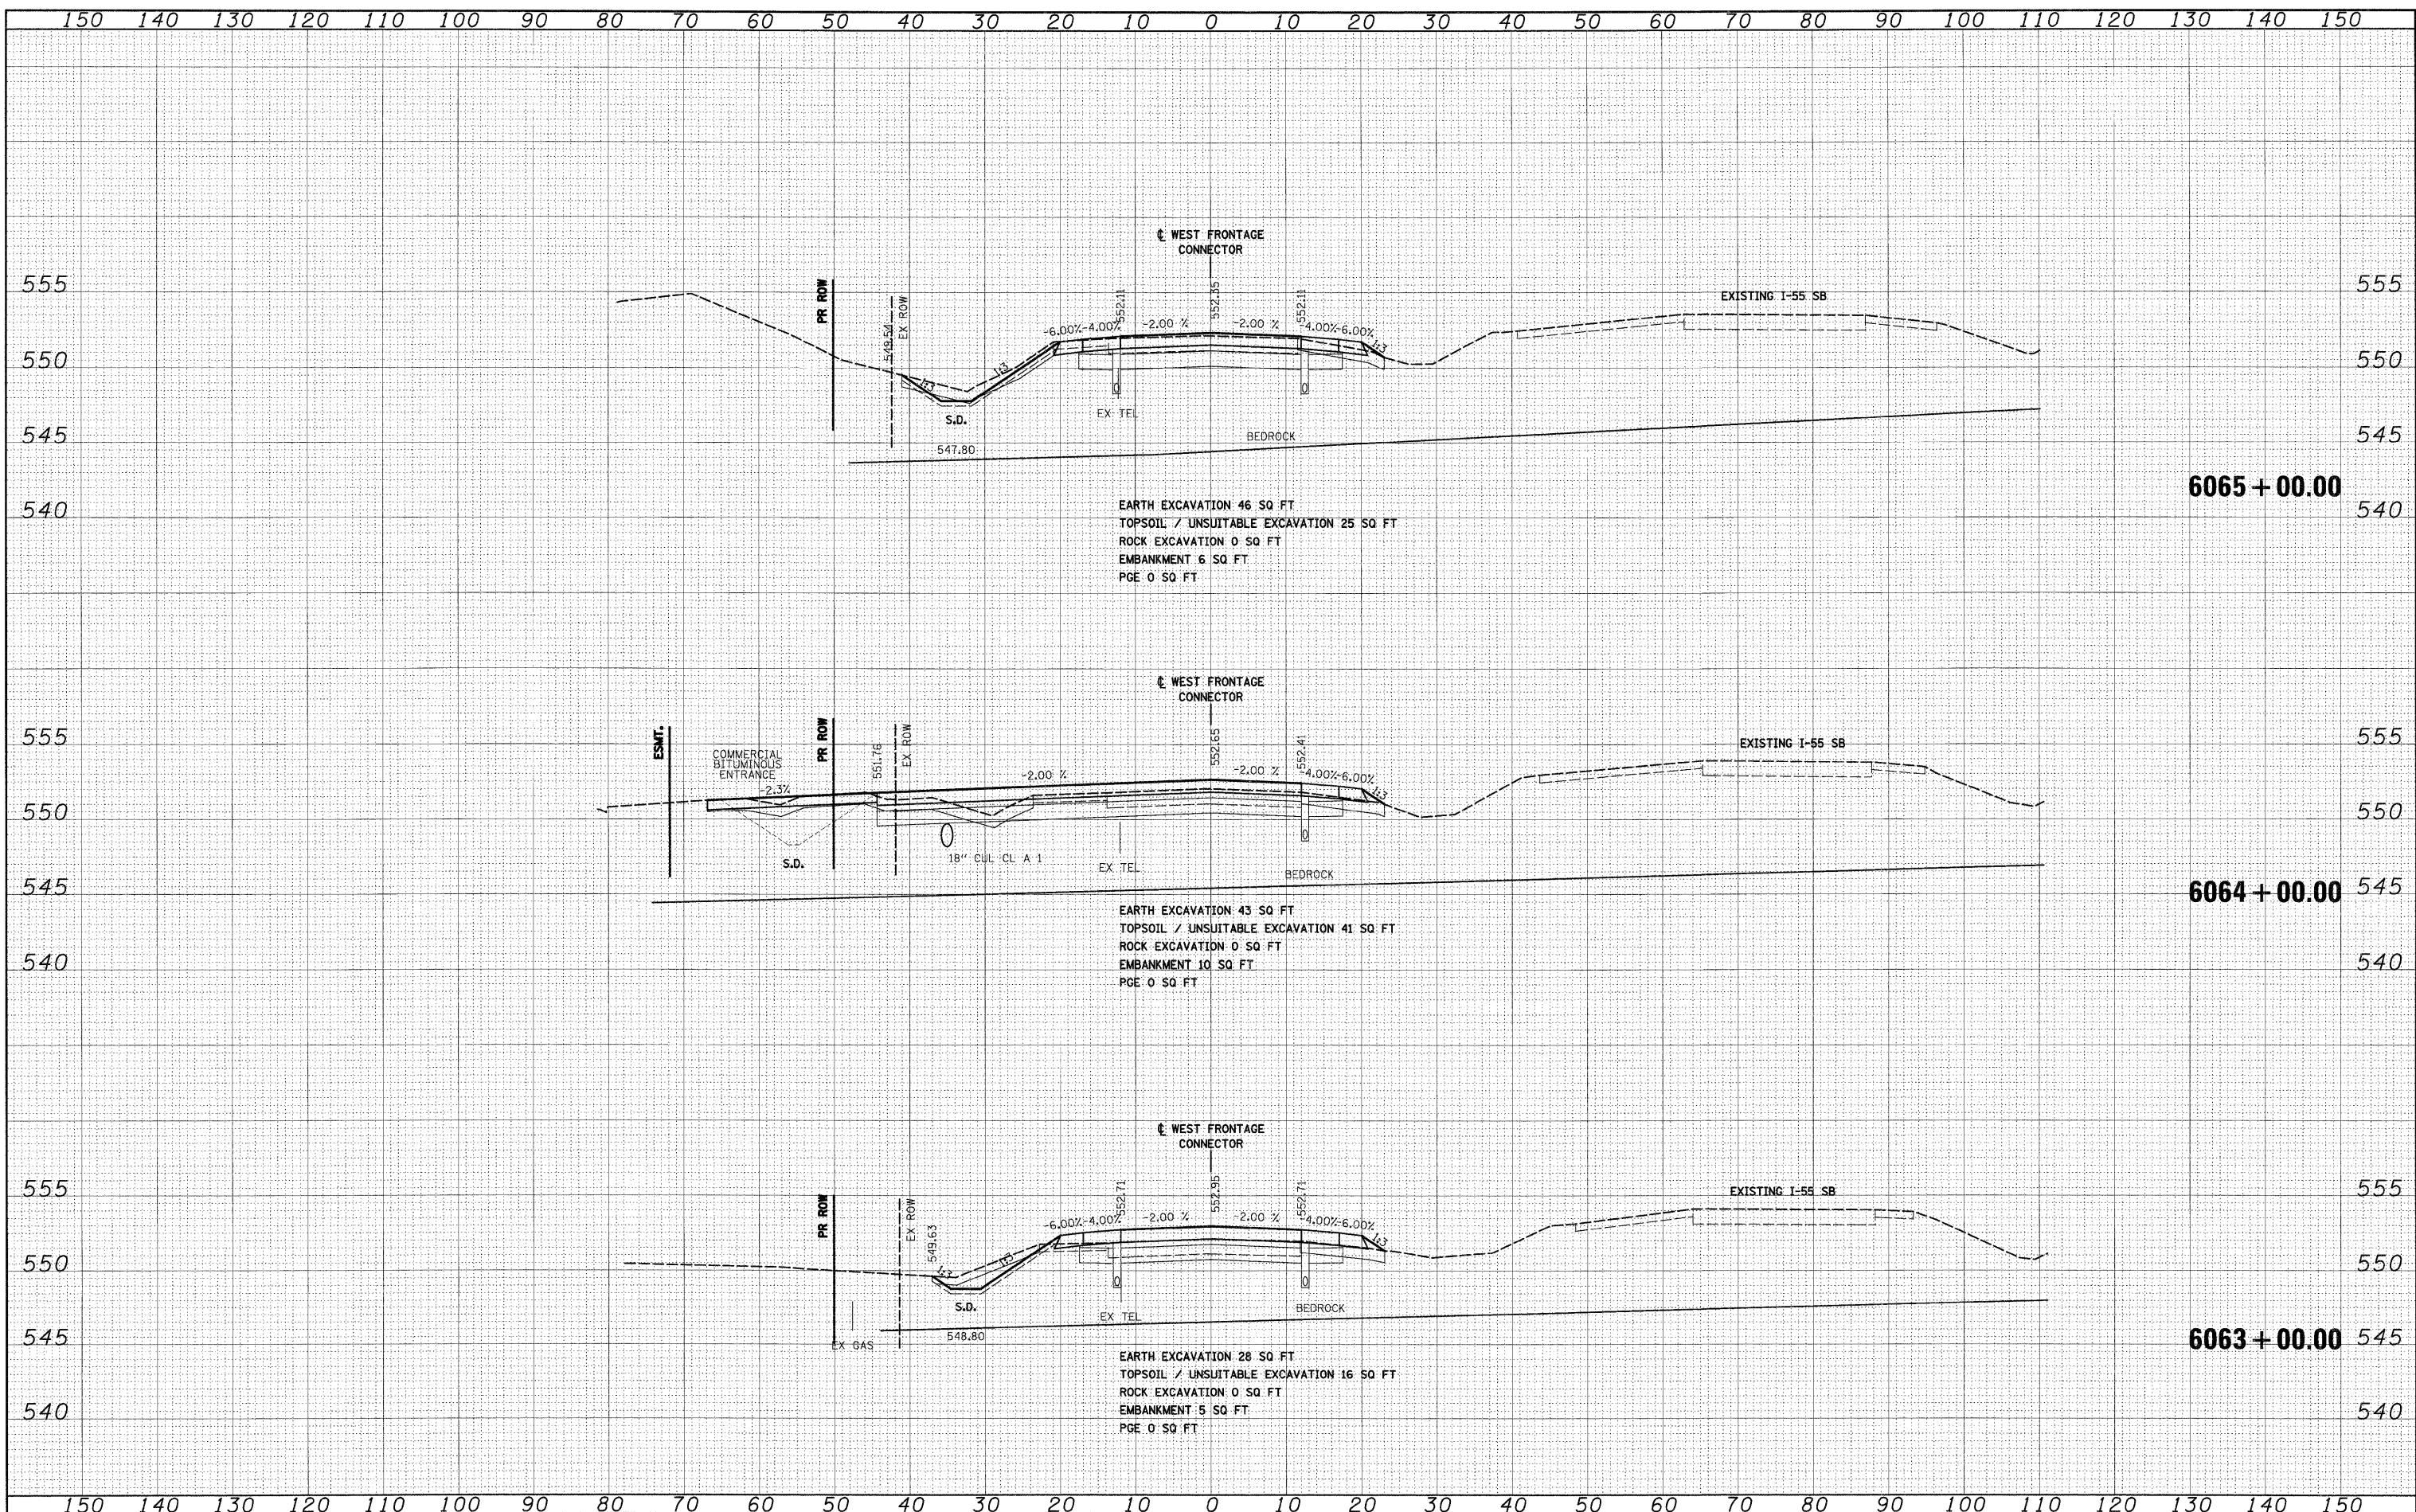 150 140 130 120 110 100 90 80 70 60 50 40 30 20 10 0 10 20 30 40 50 60 70 80 90 100 110 120 130 140 150
℄ WEST FRONTAGE
CONNECTOR
555 555
PR ROW
549.54
EX ROW
552.11
552.35
552.11
EXISTING I-55 SB
-6.00% -4.00% -2.00 % -2.00 % -4.00% -6.00%
1:3
1:3
1:3
550 550
S.D.
EX TEL
545 545
547.80
BEDROCK
6065+00.00
540 540
EARTH EXCAVATION 46 SQ FT
TOPSOIL / UNSUITABLE EXCAVATION 25 SQ FT
ROCK EXCAVATION 0 SQ FT
EMBANKMENT 6 SQ FT
PGE 0 SQ FT
℄ WEST FRONTAGE
CONNECTOR
555 555
ESMT.
COMMERCIAL
BITUMINOUS
ENTRANCE
PR ROW
551.76
EX ROW
552.65
552.41
EXISTING I-55 SB
-2.3% -2.00 % -2.00 % -4.00% -6.00%
1:3
550 550
S.D.
18" CUL CL A 1
EX TEL
BEDROCK
545 545
6064+00.00
EARTH EXCAVATION 43 SQ FT
TOPSOIL / UNSUITABLE EXCAVATION 41 SQ FT
ROCK EXCAVATION 0 SQ FT
EMBANKMENT 10 SQ FT
PGE 0 SQ FT
540 540
℄ WEST FRONTAGE
CONNECTOR
555 555
PR ROW
EX ROW
549.63
552.71
552.95
552.71
EXISTING I-55 SB
-6.00% -4.00% -2.00 % -2.00 % -4.00% -6.00%
1:3
1:3
1:3
550 550
S.D.
EX TEL
BEDROCK
EX GAS
548.80
545 545
6063+00.00
EARTH EXCAVATION 28 SQ FT
TOPSOIL / UNSUITABLE EXCAVATION 16 SQ FT
ROCK EXCAVATION 0 SQ FT
EMBANKMENT 5 SQ FT
PGE 0 SQ FT
540 540
150 140 130 120 110 100 90 80 70 60 50 40 30 20 10 0 10 20 30 40 50 60 70 80 90 100 110 120 130 140 150